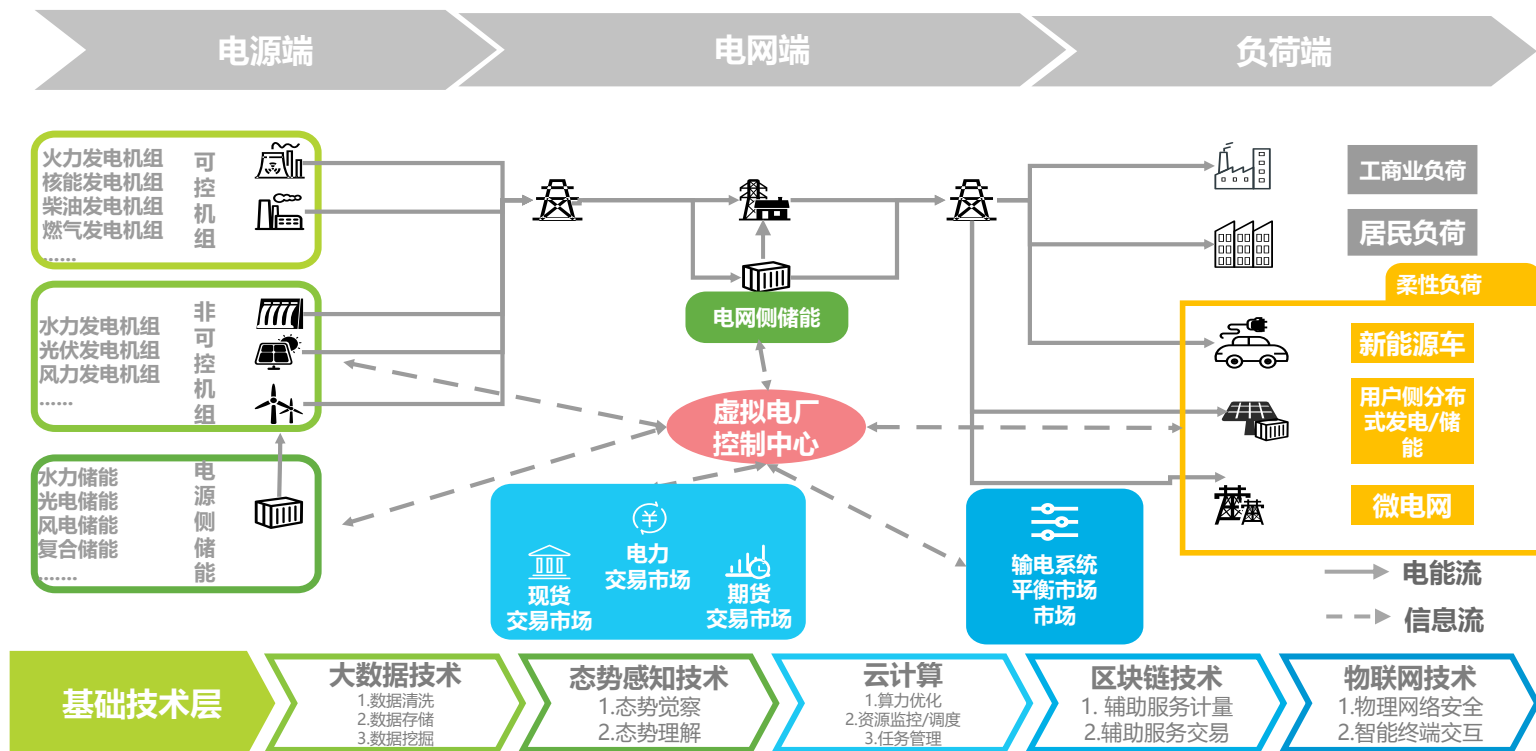 电源端
电网端
负荷端
火力发电机组
核能发电机组
柴油发电机组
燃气发电机组
......
可控机组
水力发电机组
光伏发电机组
风力发电机组
......
非可控机组
水力储能
光电储能
风电储能
复合储能
.......
电源侧储能
电网侧储能
虚拟电厂
控制中心
¥
电力
交易市场
现货
交易市场
期货
交易市场
输电系统
平衡市场
市场
工商业负荷
居民负荷
柔性负荷
新能源车
用户侧分布
式发电/储
能
微电网
电能流
信息流
基础技术层
大数据技术
1.数据清洗
2.数据存储
3.数据挖掘
态势感知技术
1.态势觉察
2.态势理解
云计算
1.算力优化
2.资源监控/调度
3.任务管理
区块链技术
1. 辅助服务计量
2.辅助服务交易
物联网技术
1.物理网络安全
2.智能终端交互